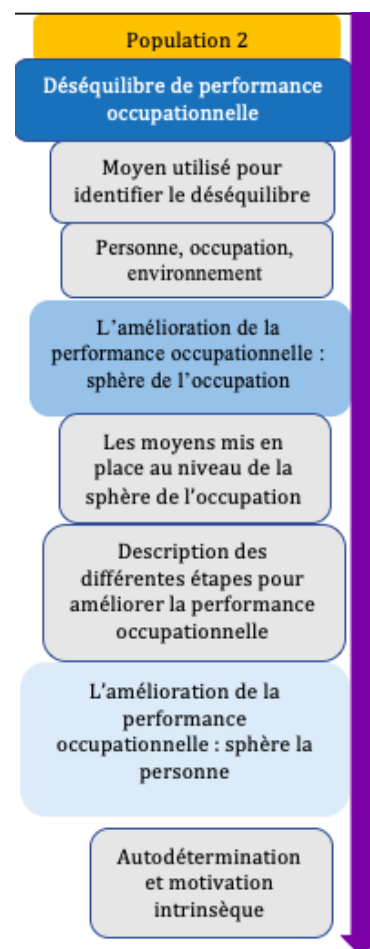 Population 2
Déséquilibre de performance
occupationnelle
Moyen utilisé pour
identifier le déséquilibre
Personne, occupation,
environnement
L'amélioration de la
performance occupationnelle :
sphère de l'occupation
Les moyens mis en
place au niveau de la
sphère de l'occupation
Description des
différentes étapes pour
améliorer la performance
occupationnelle
L'amélioration de la
performance
occupationnelle : sphère la
personne
Autodétermination
et motivation
intrinsèque